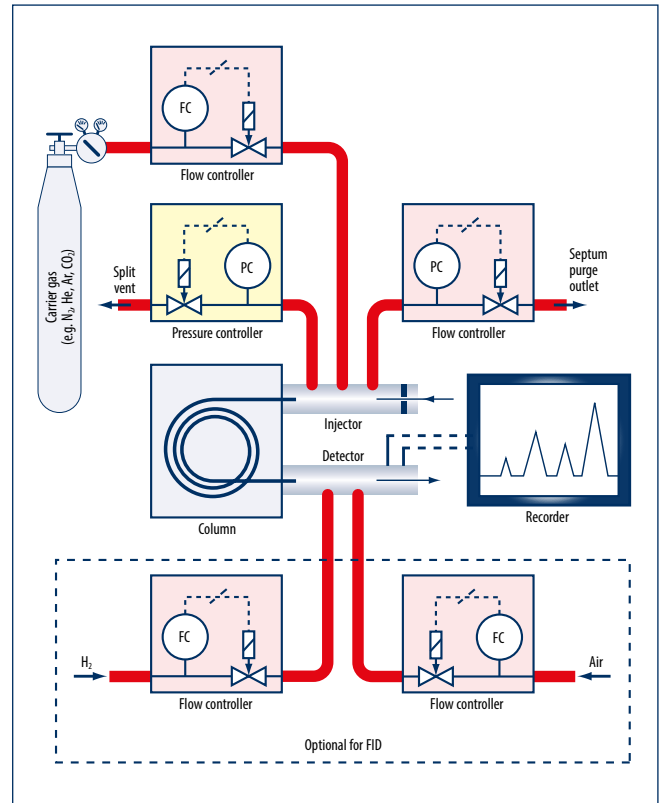 FC
Flow controller
Carrier gas
(e.g. N₂, He, Ar, CO₂)
Split
vent
PC
Pressure controller
PC
Flow controller
Septum
purge
outlet
Injector
Detector
Column
Recorder
H₂
FC
Flow controller
FC
Flow controller
Air
Optional for FID